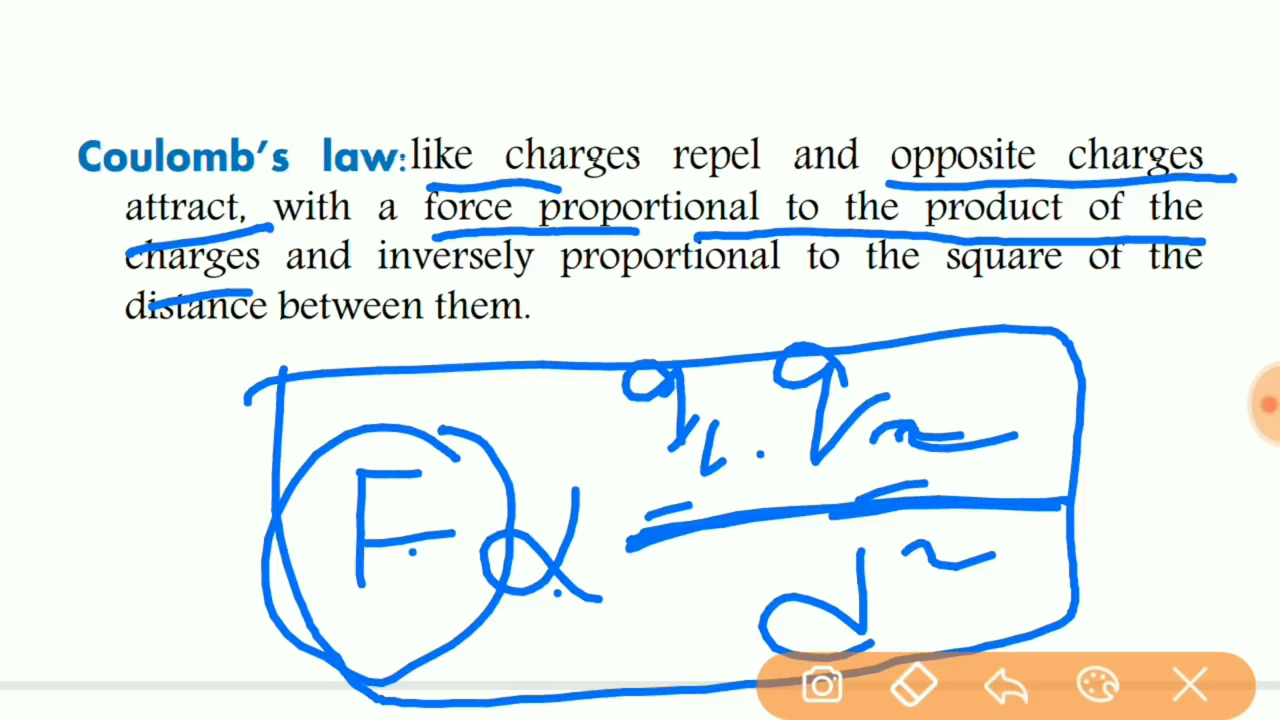 Coulomb's law: like charges repel and opposite charges
attract, with a force proportional to the product of the
charges and inversely proportional to the square of the
distance between them.
q₁ . q₂
F α
d²